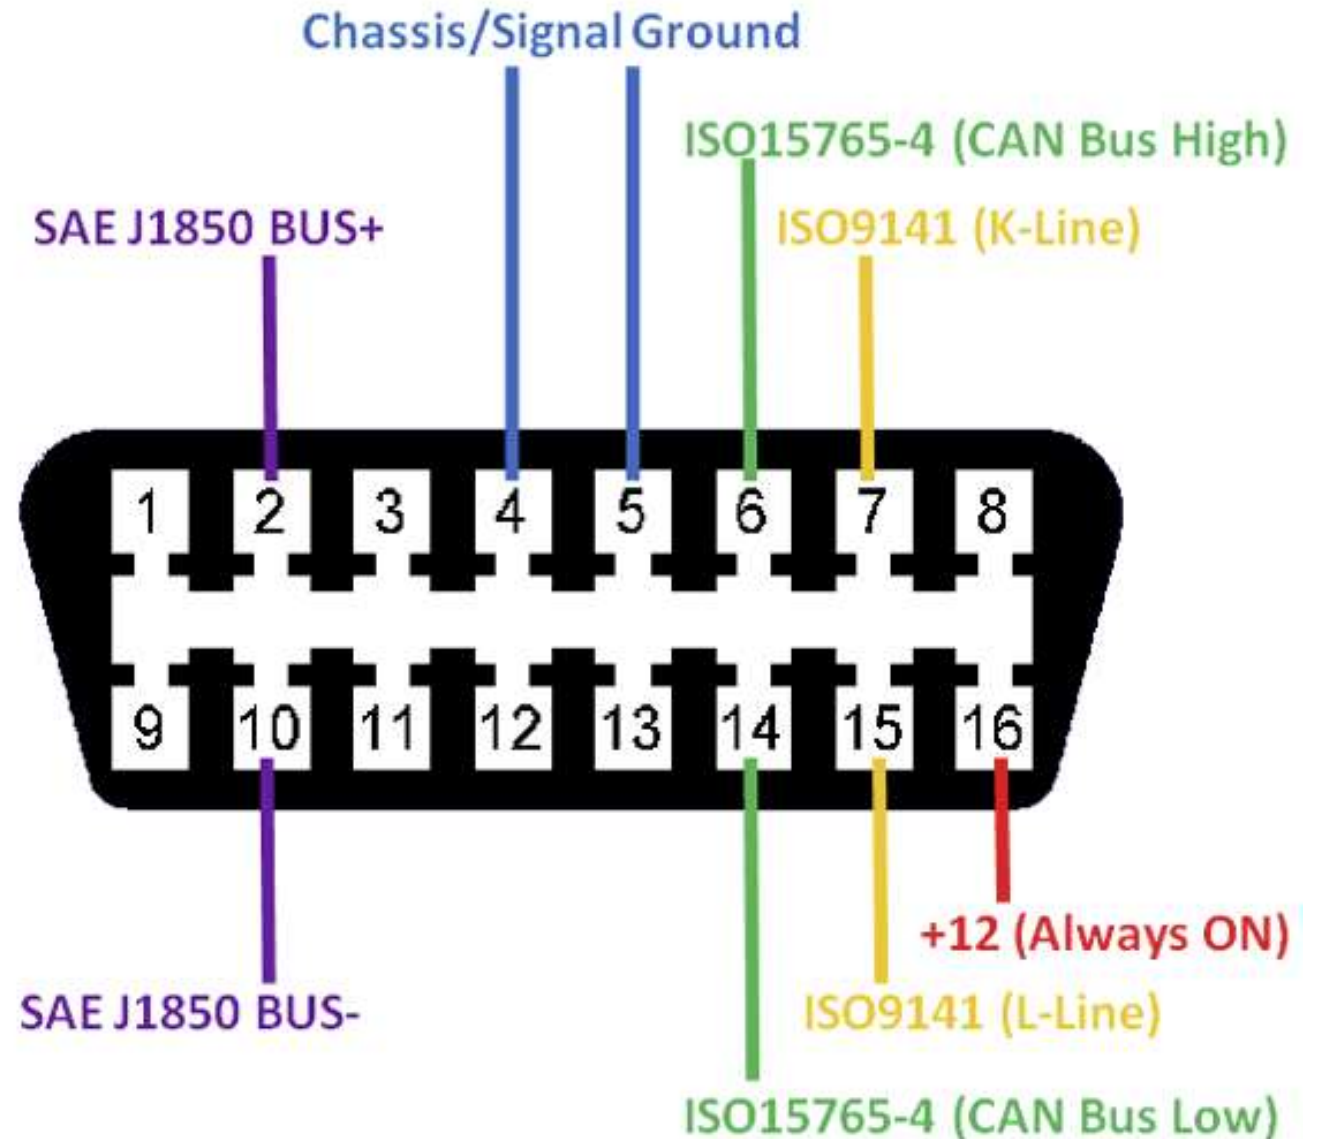 Chassis/Signal Ground
ISO15765-4 (CAN Bus High)
SAE J1850 BUS+
ISO9141 (K-Line)
1 2 3 4 5 6 7 8
9 10 11 12 13 14 15 16
+12 (Always ON)
SAE J1850 BUS-
ISO9141 (L-Line)
ISO15765-4 (CAN Bus Low)